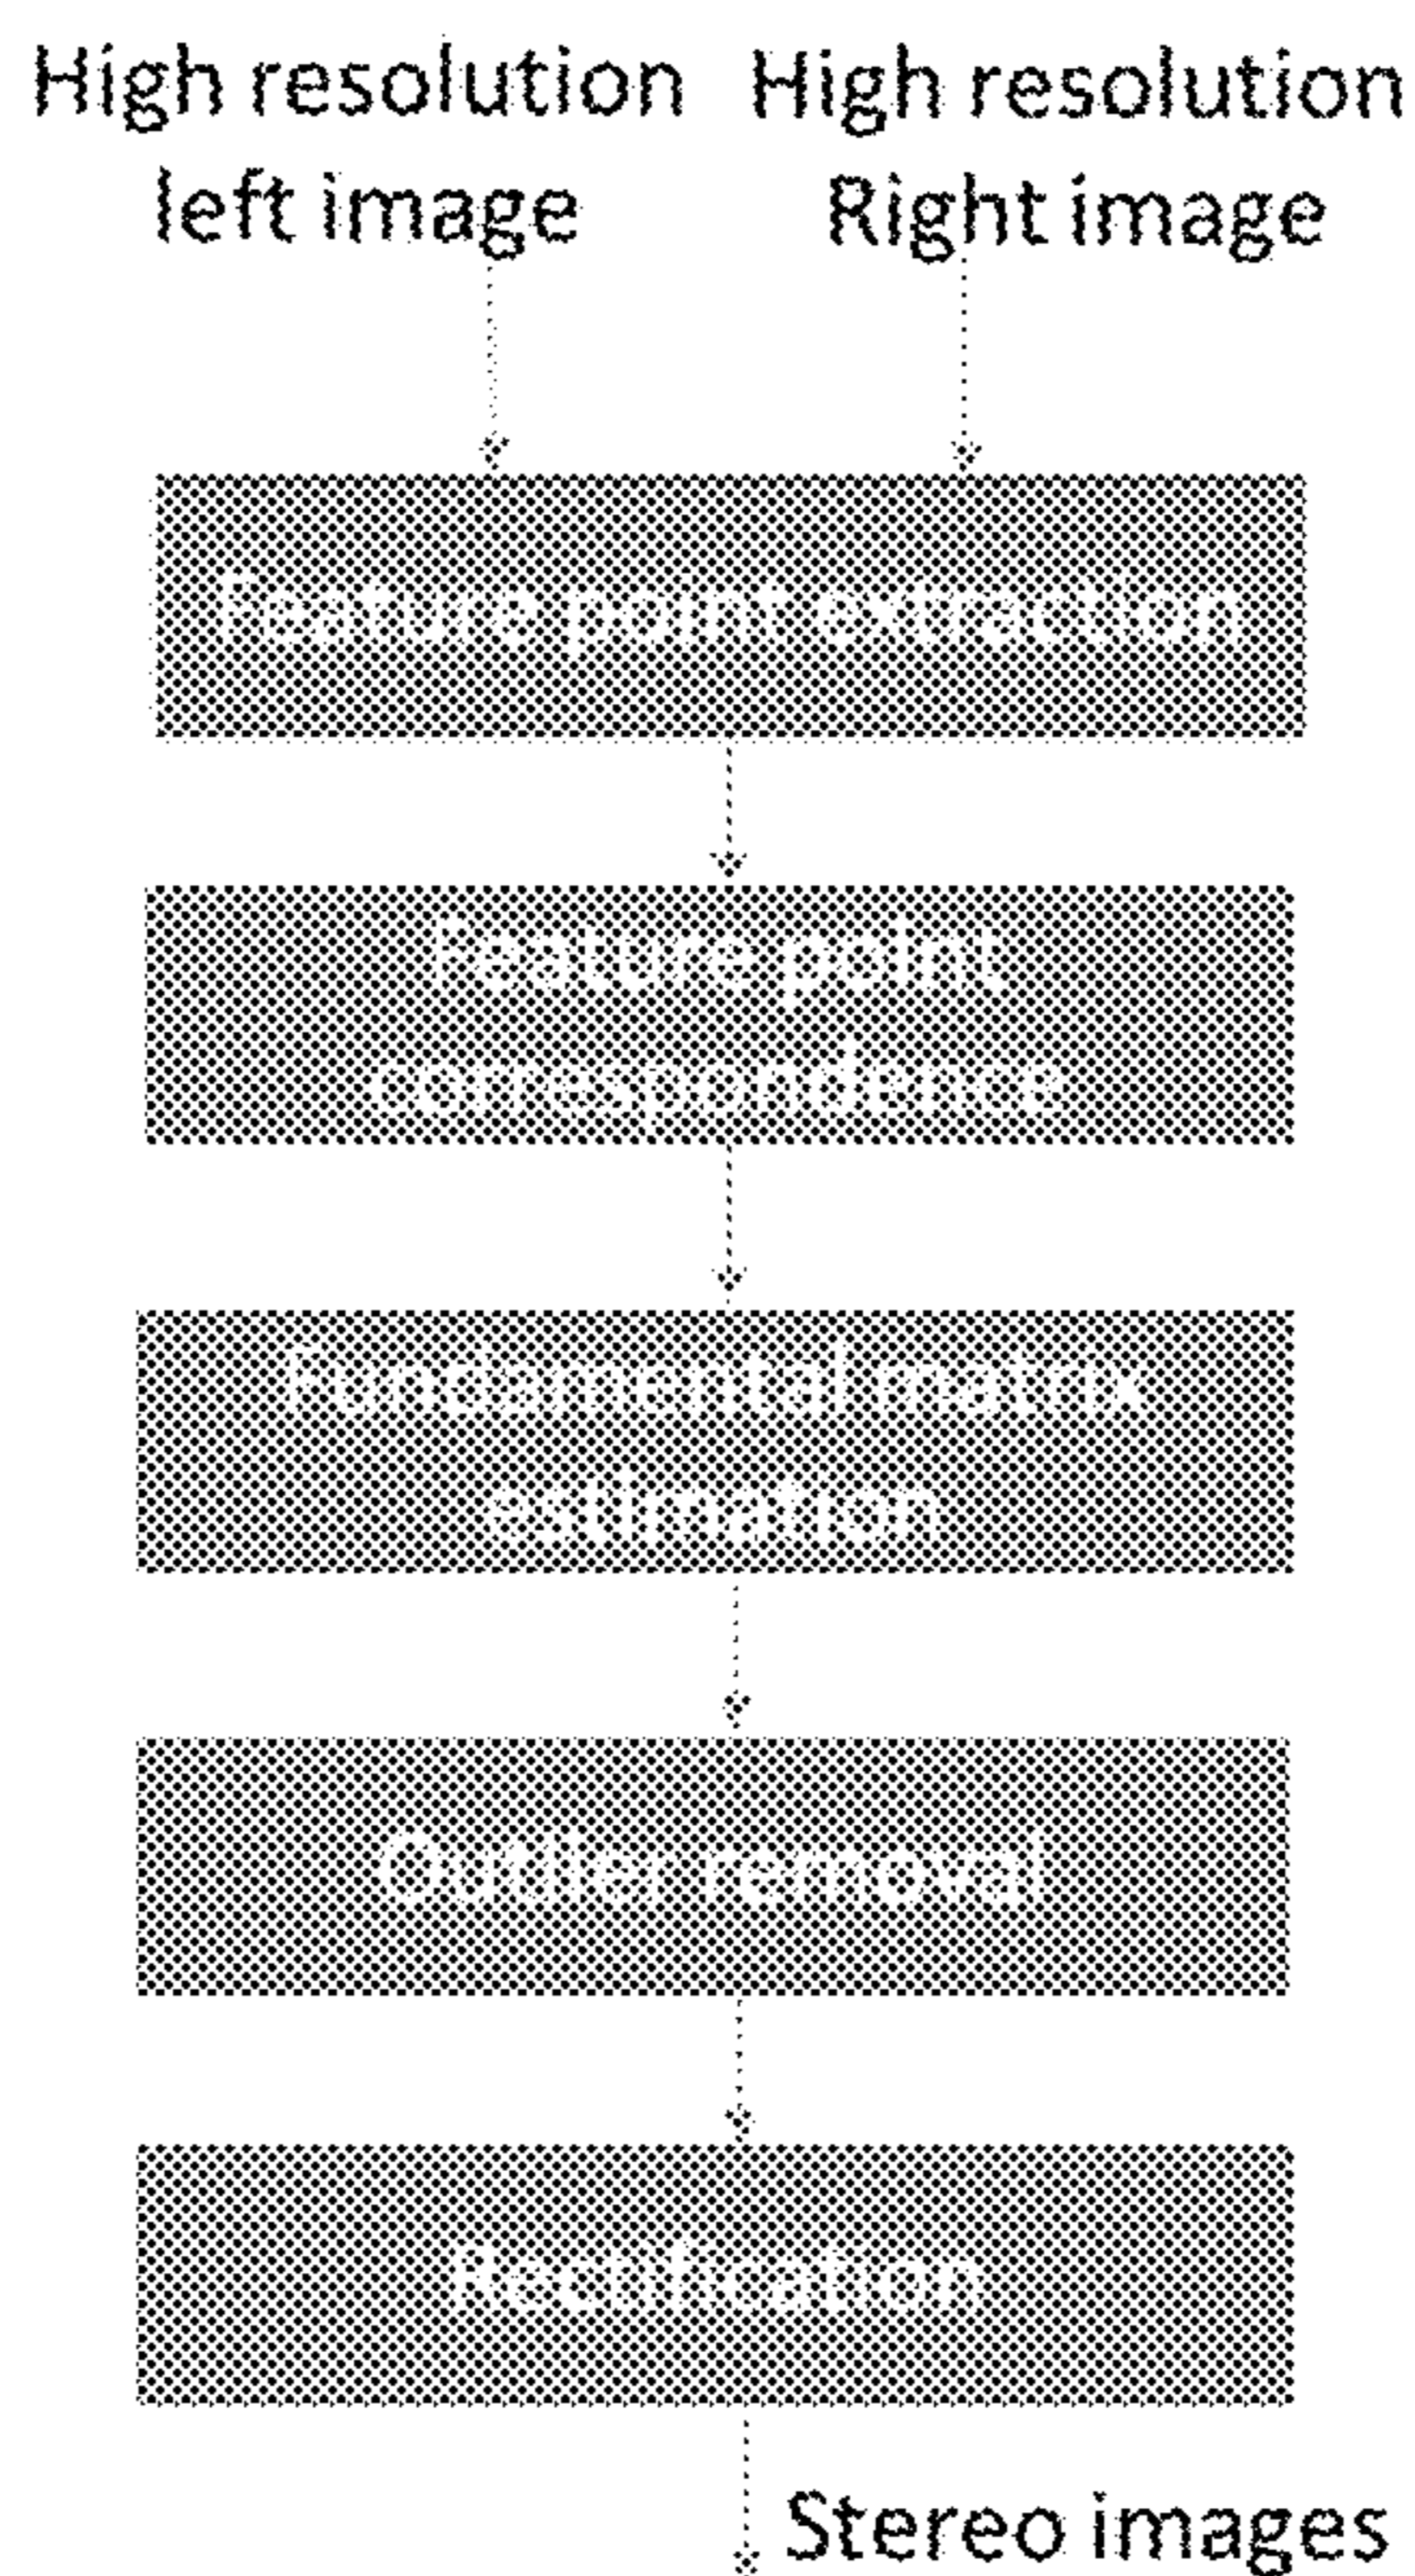 High resolution
left image
High resolution
Right image
Feature point extraction
Feature point
correspondence
Fundamental matrix
estimation
Outlier removal
Rectification
Stereo images